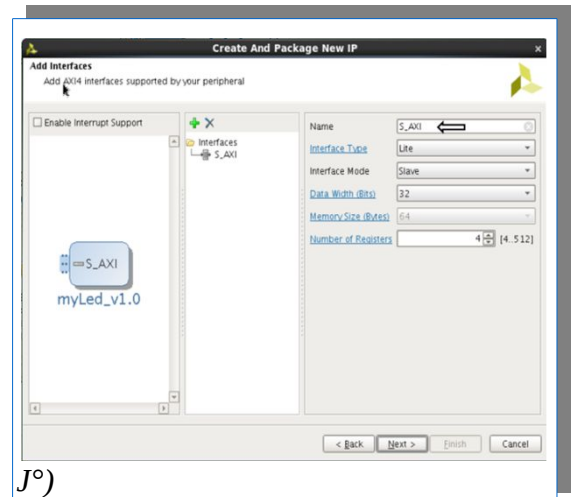 Create And Package New IP
Add Interfaces
Add AXI4 interfaces supported by your peripheral
Enable Interrupt Support
S_AXI
myLed_v1.0
Interfaces
S_AXI
Name S_AXI
Interface Type Lite
Interface Mode Slave
Data Width (Bits) 32
Memory Size (Bytes) 64
Number of Registers 4 [4..512]
< Back Next > Finish Cancel
J°)